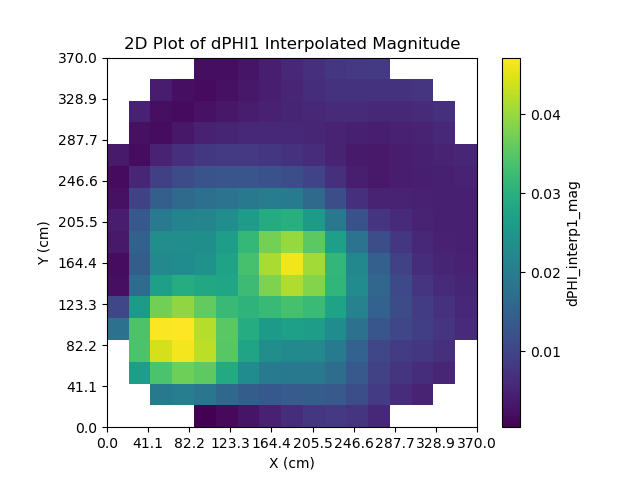 2D Plot of dPHI1 Interpolated Magnitude
370.0
328.9
287.7
246.6
205.5
164.4
123.3
82.2
41.1
0.0
Y (cm)
0.0 41.1 82.2 123.3 164.4 205.5 246.6 287.7 328.9 370.0
X (cm)
0.04
0.03
0.02
0.01
dPHI_interp1_mag